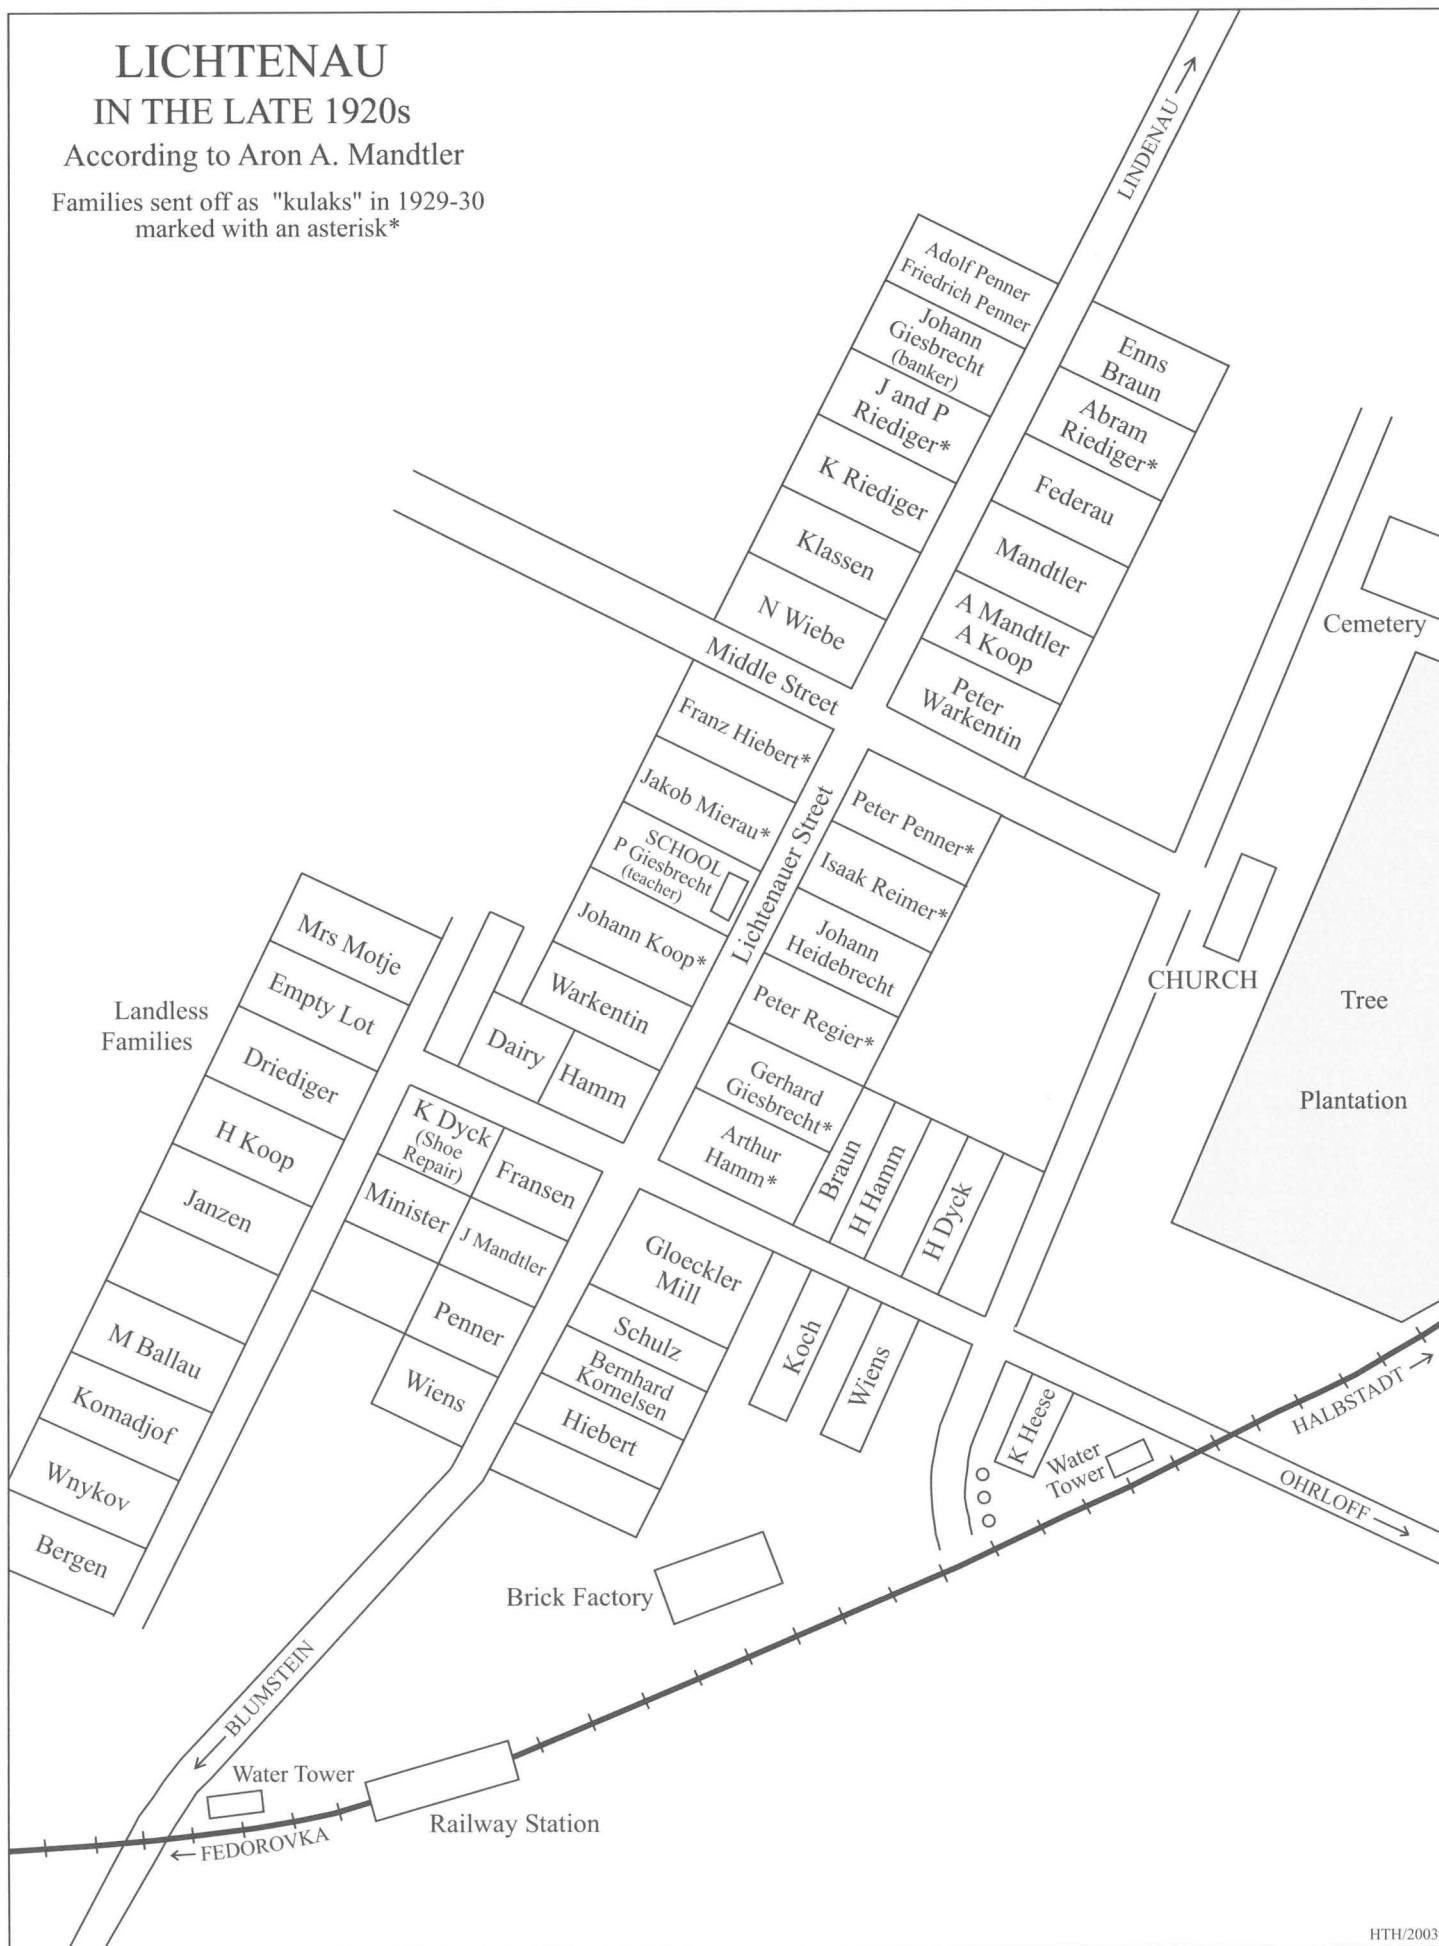 LICHTENAU
IN THE LATE 1920s
According to Aron A. Mandtler
Families sent off as "kulaks" in 1929-30
marked with an asterisk*
LINDENAU
Adolf Penner
Friedrich Penner
Johann
Giesbrecht
(banker)
J and P
Riediger*
K Riediger
Klassen
N Wiebe
Enns
Braun
Abram
Riediger*
Federau
Mandtler
A Mandtler
A Koop
Peter
Warkentin
Cemetery
Middle Street
Franz Hiebert*
Jakob Mierau*
SCHOOL
P Giesbrecht
(teacher)
Johann Koop*
Warkentin
Dairy
Hamm
Lichtenauer Street
Peter Penner*
Isaak Reimer*
Johann
Heidebrecht
Peter Regier*
Gerhard
Giesbrecht*
Arthur
Hamm*
Braun
H Hamm
H Dyck
CHURCH
Tree
Plantation
Landless
Families
Mrs Motje
Empty Lot
Driediger
H Koop
Janzen
M Ballau
Komadjof
Wnykov
Bergen
K Dyck
(Shoe
Repair)
Fransen
Minister
J Mandtler
Penner
Wiens
Gloeckler
Mill
Schulz
Bernhard
Kornelsen
Hiebert
Koch
Wiens
K Heese
Water
Tower
HALBSTADT
OHRLOFF
Brick Factory
BLUMSTEIN
Water Tower
Railway Station
FEDOROVKA
HTH/2003